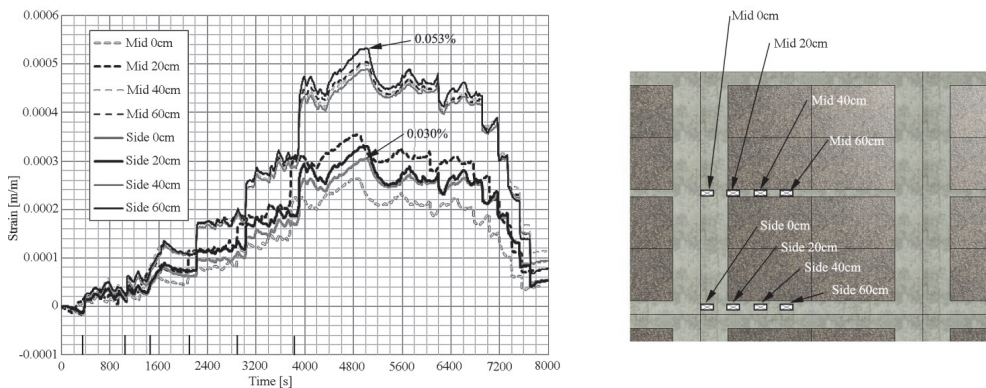 0.0006
0.0005
0.0004
0.0003
0.0002
0.0001
0
-0.0001
Strain [m/m]
Mid 0cm
Mid 20cm
Mid 40cm
Mid 60cm
Side 0cm
Side 20cm
Side 40cm
Side 60cm
0.053%
0.030%
0 800 1600 2400 3200 4000 4800 5600 6400 7200 8000
Time [s]
Mid 0cm
Mid 20cm
Mid 40cm
Mid 60cm
Side 0cm
Side 20cm
Side 40cm
Side 60cm